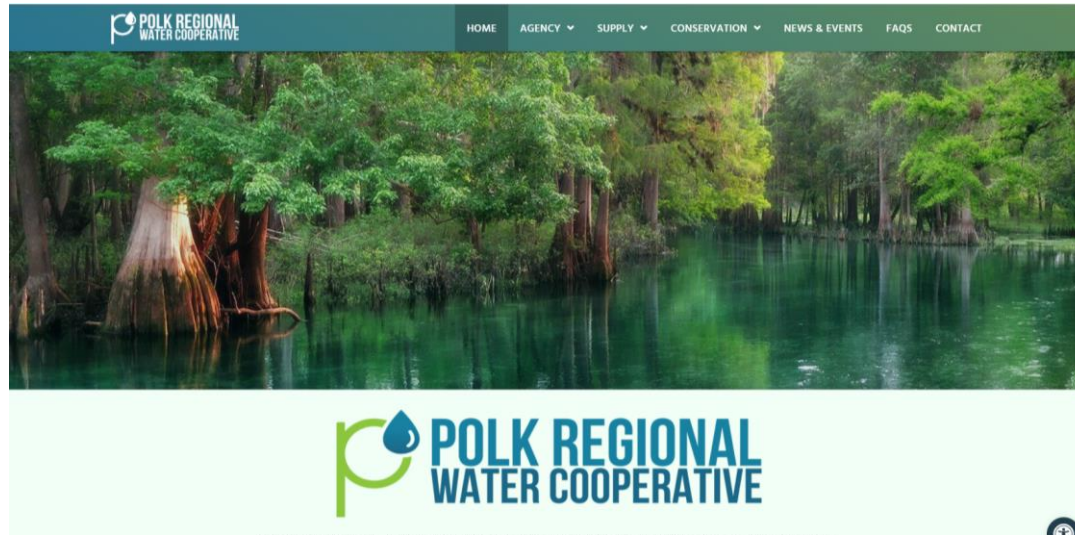 POLK REGIONAL
WATER COOPERATIVE
HOME AGENCY SUPPLY CONSERVATION NEWS & EVENTS FAQS CONTACT
POLK REGIONAL
WATER COOPERATIVE